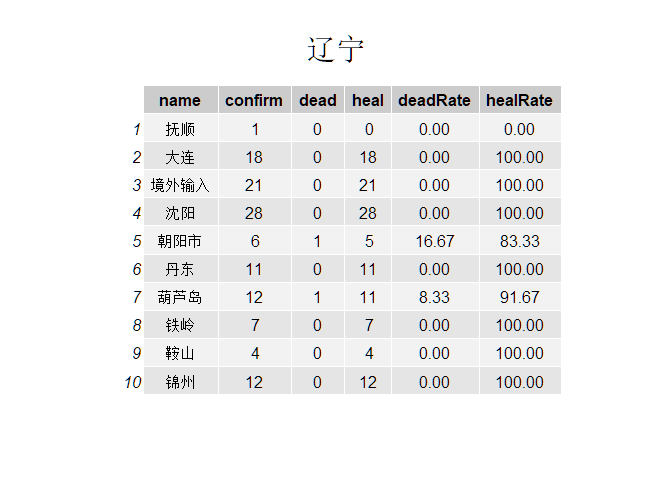 辽宁
name confirm dead heal deadRate healRate
1 抚顺 1 0 0 0.00 0.00
2 大连 18 0 18 0.00 100.00
3 境外输入 21 0 21 0.00 100.00
4 沈阳 28 0 28 0.00 100.00
5 朝阳市 6 1 5 16.67 83.33
6 丹东 11 0 11 0.00 100.00
7 葫芦岛 12 1 11 8.33 91.67
8 铁岭 7 0 7 0.00 100.00
9 鞍山 4 0 4 0.00 100.00
10 锦州 12 0 12 0.00 100.00